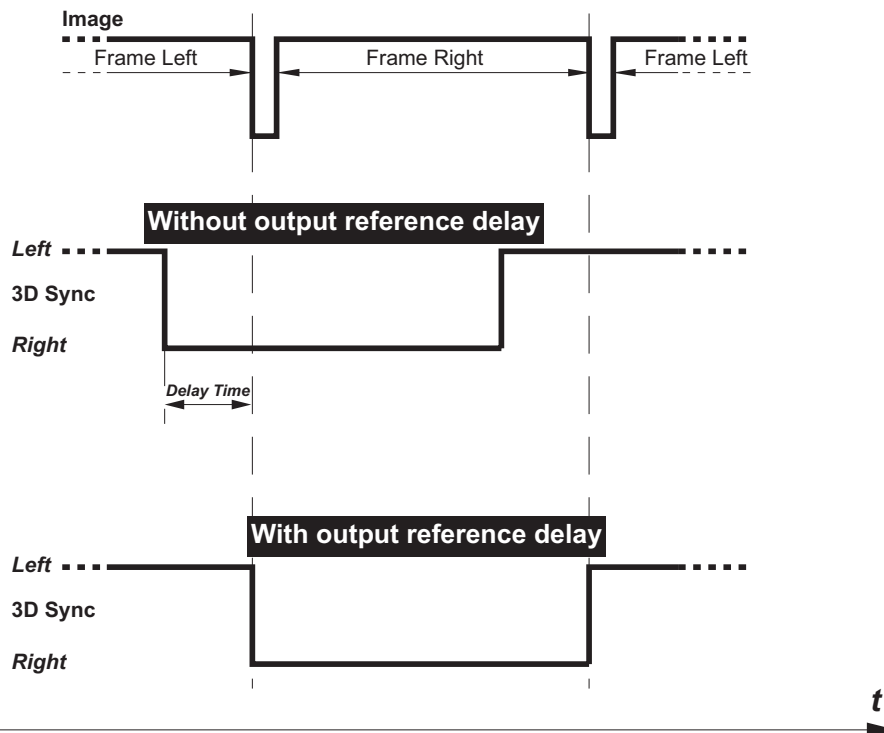 Image
Frame Left Frame Right Frame Left
Without output reference delay
Left
3D Sync
Right
Delay Time
With output reference delay
Left
3D Sync
Right
t